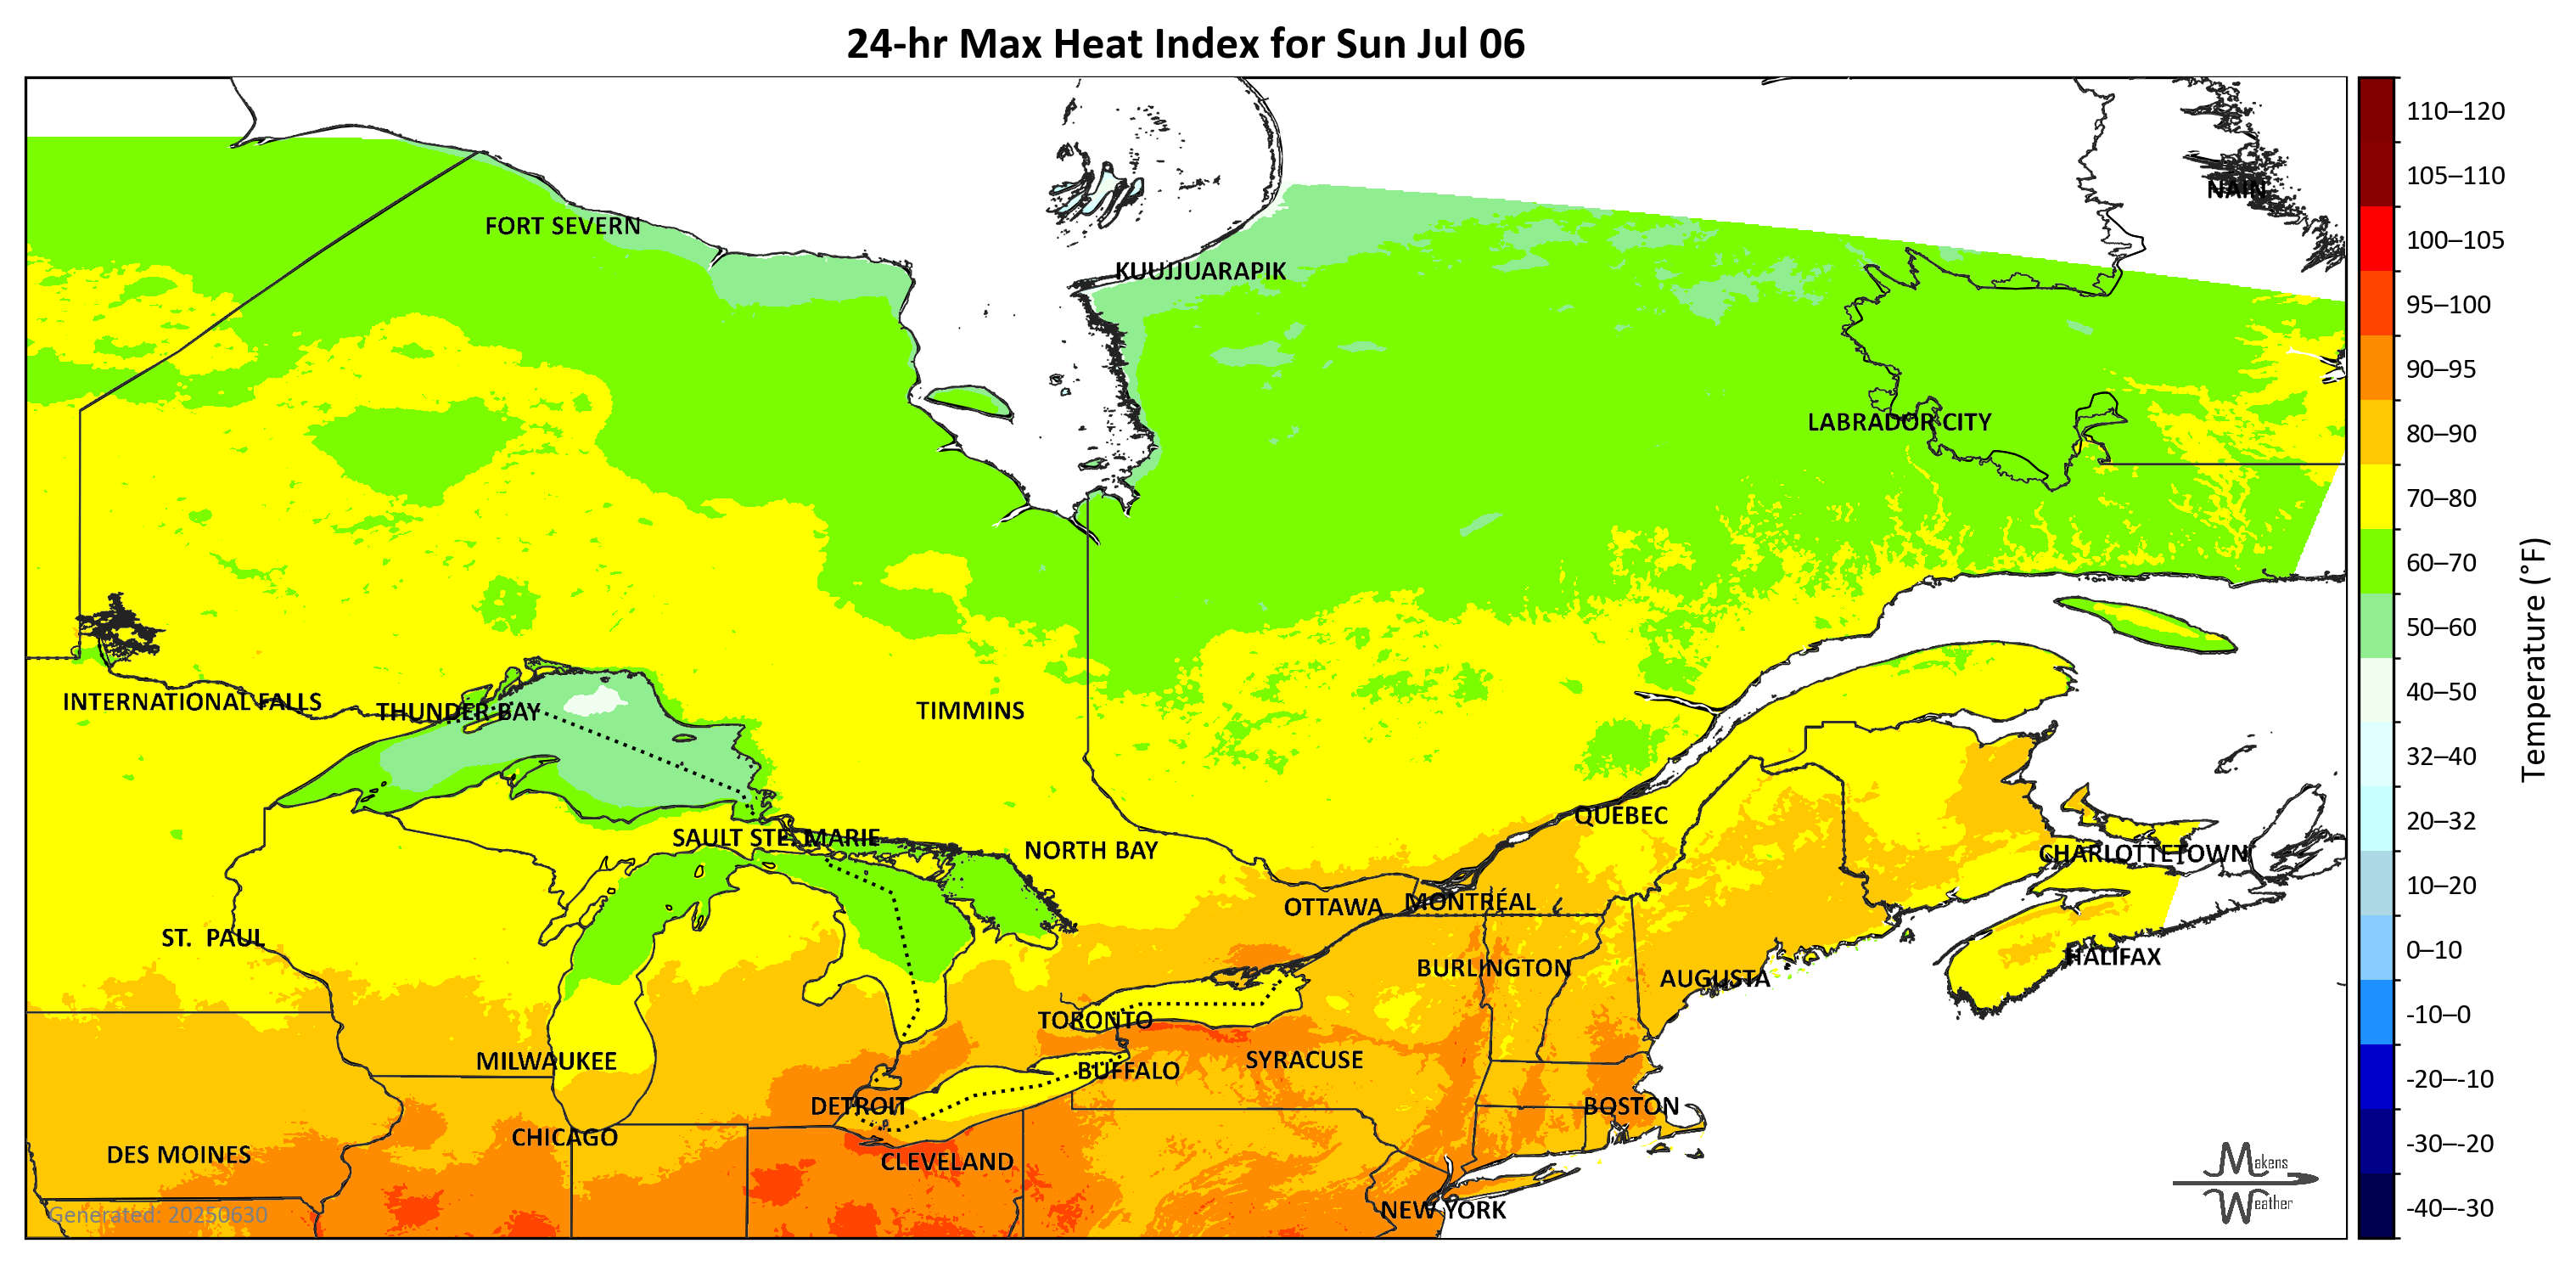 24-hr Max Heat Index for Sun Jul 06
NAIN
FORT SEVERN
KUUJJUARAPIK
LABRADOR CITY
INTERNATIONAL FALLS
THUNDER BAY
TIMMINS
QUEBEC
SAULT STE. MARIE
NORTH BAY
CHARLOTTETOWN
OTTAWA
MONTRÉAL
ST. PAUL
HALIFAX
BURLINGTON
AUGUSTA
TORONTO
MILWAUKEE
SYRACUSE
BUFFALO
DETROIT
BOSTON
CHICAGO
DES MOINES
CLEVELAND
NEW YORK
Generated: 20250630
Makens
Weather
110–120
105–110
100–105
95–100
90–95
80–90
70–80
60–70
50–60
40–50
32–40
20–32
10–20
0–10
-10–0
-20–-10
-30–-20
-40–-30
Temperature (°F)